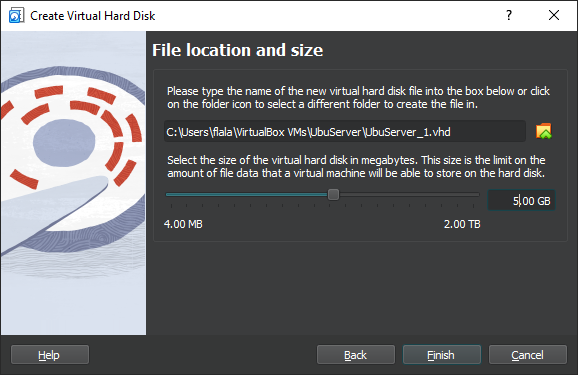 Create Virtual Hard Disk
?
File location and size
Please type the name of the new virtual hard disk file into the box below or click
on the folder icon to select a different folder to create the file in.
C:\Users\flala\VirtualBox VMs\UbuServer\UbuServer_1.vhd
Select the size of the virtual hard disk in megabytes. This size is the limit on the
amount of file data that a virtual machine will be able to store on the hard disk.
5.00 GB
4.00 MB 2.00 TB
Help Back Finish Cancel